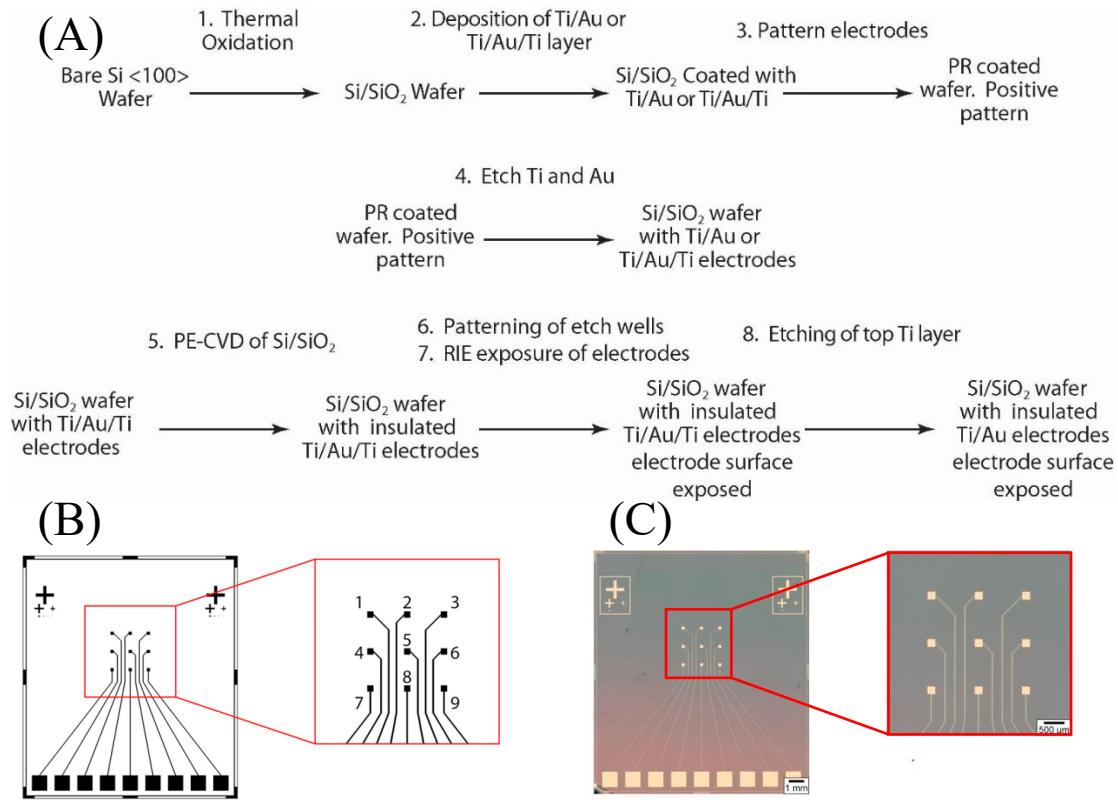 (A)
1. Thermal
Oxidation
2. Deposition of Ti/Au or
Ti/Au/Ti layer
3. Pattern electrodes
Bare Si <100>
Wafer
Si/SiO₂ Wafer
Si/SiO₂ Coated with
Ti/Au or Ti/Au/Ti
PR coated
wafer. Positive
pattern
4. Etch Ti and Au
PR coated
wafer. Positive
pattern
Si/SiO₂ wafer
with Ti/Au or
Ti/Au/Ti electrodes
5. PE-CVD of Si/SiO₂
6. Patterning of etch wells
7. RIE exposure of electrodes
8. Etching of top Ti layer
Si/SiO₂ wafer
with Ti/Au/Ti
electrodes
Si/SiO₂ wafer
with insulated
Ti/Au/Ti electrodes
Si/SiO₂ wafer
with insulated
Ti/Au/Ti electrodes
electrode surface
exposed
Si/SiO₂ wafer
with insulated
Ti/Au electrodes
electrode surface
exposed
(B)
1 2 3
4 5 6
7 8 9
(C)
1 mm
500 µm